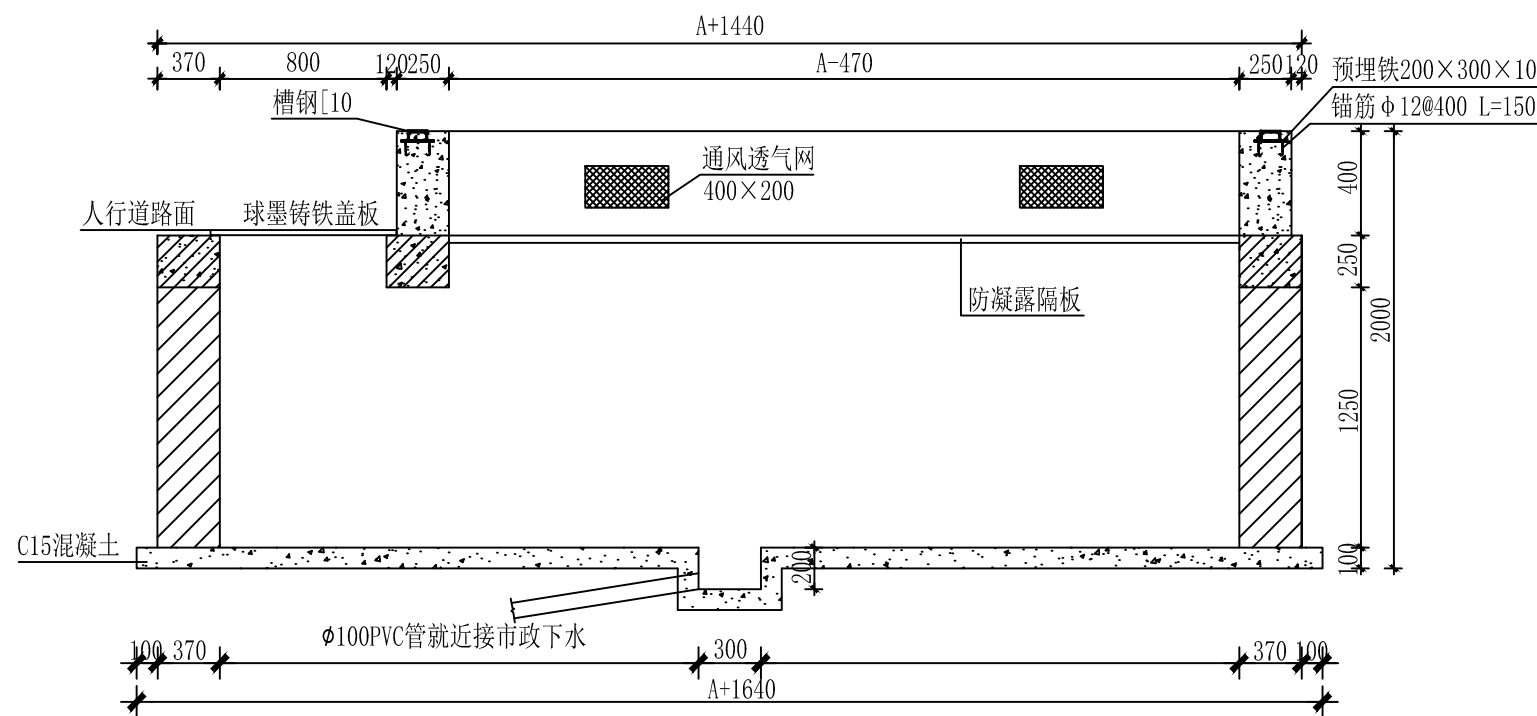 A+1440
370
800
120
250
A-470
250
120
预埋铁200×300×10
槽钢[10
锚筋ϕ12@400 L=150
通风透气网
400×200
400
人行道路面
球墨铸铁盖板
250
防凝露隔板
2000
1250
C15混凝土
200
100
ϕ100PVC管就近接市政下水
100
370
300
370
100
A+1640